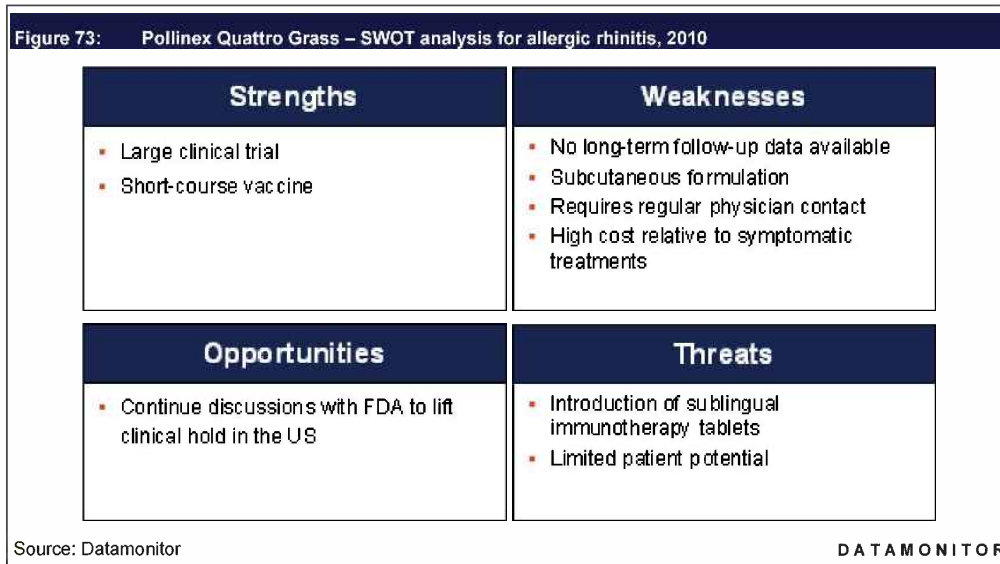 Figure 73: Pollinex Quattro Grass – SWOT analysis for allergic rhinitis, 2010
Strengths
▪ Large clinical trial
▪ Short-course vaccine
Weaknesses
▪ No long-term follow-up data available
▪ Subcutaneous formulation
▪ Requires regular physician contact
▪ High cost relative to symptomatic
treatments
Opportunities
▪ Continue discussions with FDA to lift
clinical hold in the US
Threats
▪ Introduction of sublingual
immunotherapy tablets
▪ Limited patient potential
Source: Datamonitor
DATAMONITOR